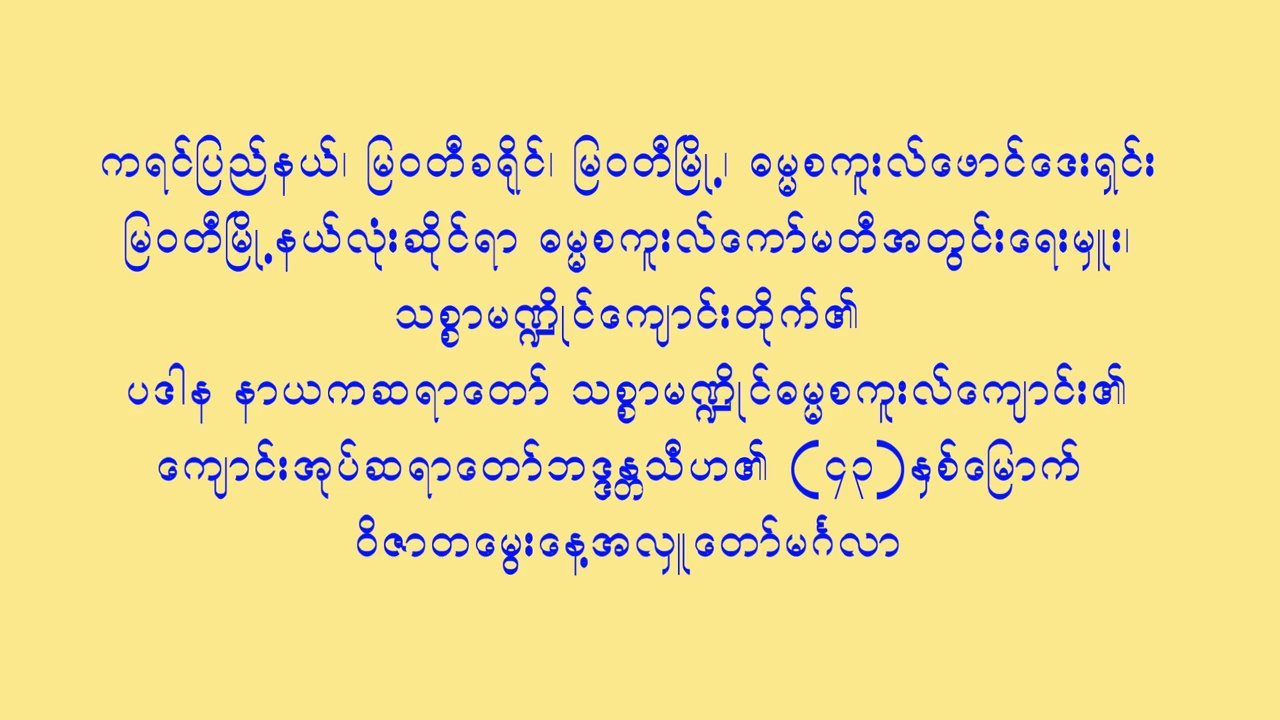 ကရင်ပြည်နယ်၊ မြဝတီခရိုင်၊ မြဝတီမြို့၊ ဓမ္မစကူးလ်ဖောင်ဒေးရှင်း
မြဝတီမြို့နယ်လုံးဆိုင်ရာ ဓမ္မစကူးလ်ကော်မတီအတွင်းရေးမှူး၊
သစ္စာမဏ္ဍိုင်ကျောင်းတိုက်၏
ပဒါန နာယကဆရာတော် သစ္စာမဏ္ဍိုင်ဓမ္မစကူးလ်ကျောင်း၏
ကျောင်းအုပ်ဆရာတော်ဘဒ္ဒန္တသီဟ၏ (၄၃)နှစ်မြောက်
ဝိဇာတမွေးနေ့အလှူတော်မင်္ဂလာ